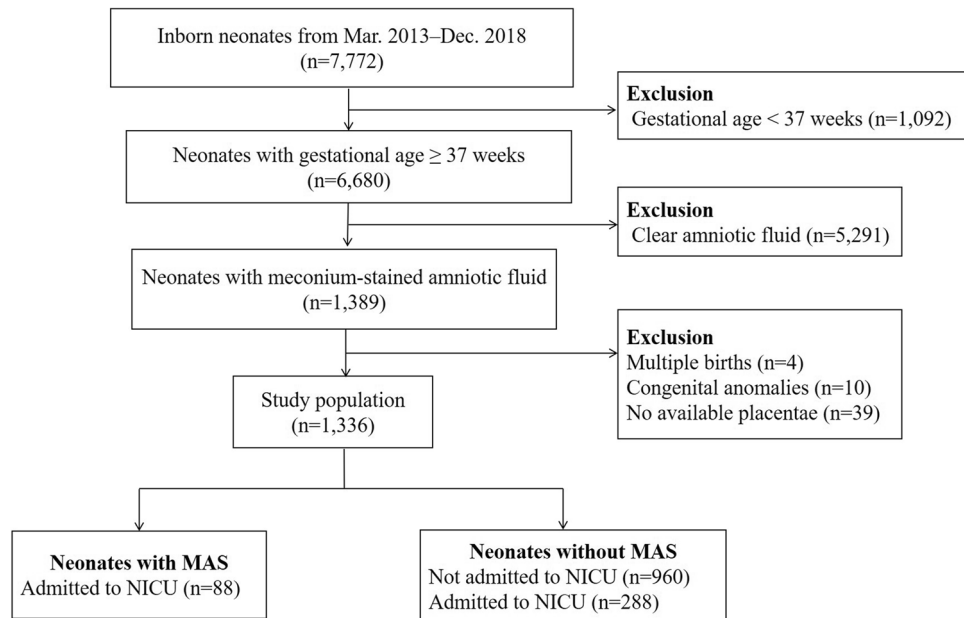 Inborn neonates from Mar. 2013–Dec. 2018
(n=7,772)
Exclusion
Gestational age < 37 weeks (n=1,092)
Neonates with gestational age ≥ 37 weeks
(n=6,680)
Exclusion
Clear amniotic fluid (n=5,291)
Neonates with meconium-stained amniotic fluid
(n=1,389)
Exclusion
Multiple births (n=4)
Congenital anomalies (n=10)
No available placentae (n=39)
Study population
(n=1,336)
Neonates with MAS
Admitted to NICU (n=88)
Neonates without MAS
Not admitted to NICU (n=960)
Admitted to NICU (n=288)